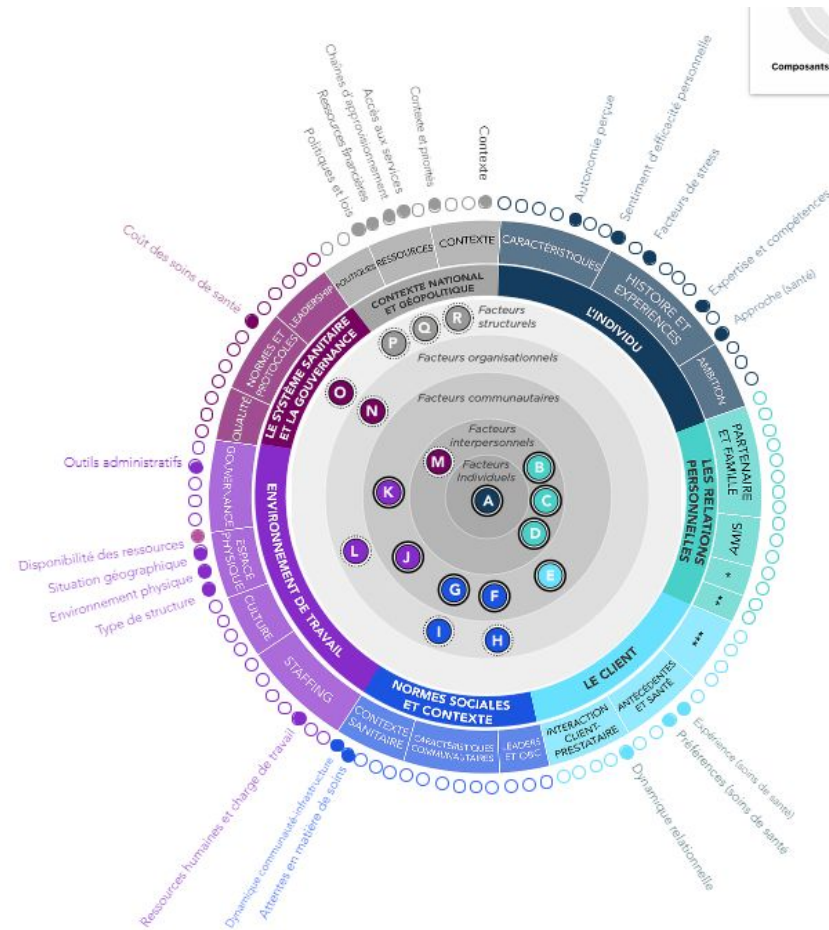 Composants
Politiques et lois
Ressources financières
Chaînes d'approvisionnement
Accès aux services
Contexte et priorités
Contexte
Autonomie perçue
Sentiment d'efficacité personnelle
Facteurs de stress
Expertise et compétences
Approche (santé)
Coût des soins de santé
Outils administratifs
Disponibilité des ressources
Situation géographique
Environnement physique
Type de structure
Ressources humaines et charge de travail
Dynamique communauté-infrastructure
Attentes en matière de soins
Dynamique relationnelle
Préférences (soins de santé
Expérience (soins de santé)
POLITIQUES
RESSOURCES
CONTEXTE
CARACTÉRISTIQUES
HISTOIRE ET
EXPÉRIENCES
AMBITION
PARTENAIRE
ET FAMILLE
AMIS
*
**
***
ANTÉCÉDENTES
ET SANTÉ
INTERACTION
CLIENT-
PRESTATAIRE
LEADERS
ET OBC
CARACTÉRISTIQUES
COMMUNAUTAIRES
CONTEXTE
SANITAIRE
STAFFING
CULTURE
ESPACE
PHYSIQUE
GOUVERNANCE
QUALITÉ
NORMES ET
PROTOCOLES
LEADERSHIP
CONTEXTE NATIONAL
ET GÉOPOLITIQUE
L'INDIVIDU
LES RELATIONS
PERSONNELLES
LE CLIENT
NORMES SOCIALES
ET CONTEXTE
ENVIRONNEMENT DE TRAVAIL
LE SYSTÈME SANITAIRE
ET LA GOUVERNANCE
Facteurs
structurels
Facteurs organisationnels
Facteurs communautaires
Facteurs
interpersonnels
Facteurs
Individuels
R
Q
P
O
N
M
B
K
A
C
D
L
J
E
G
F
I
H